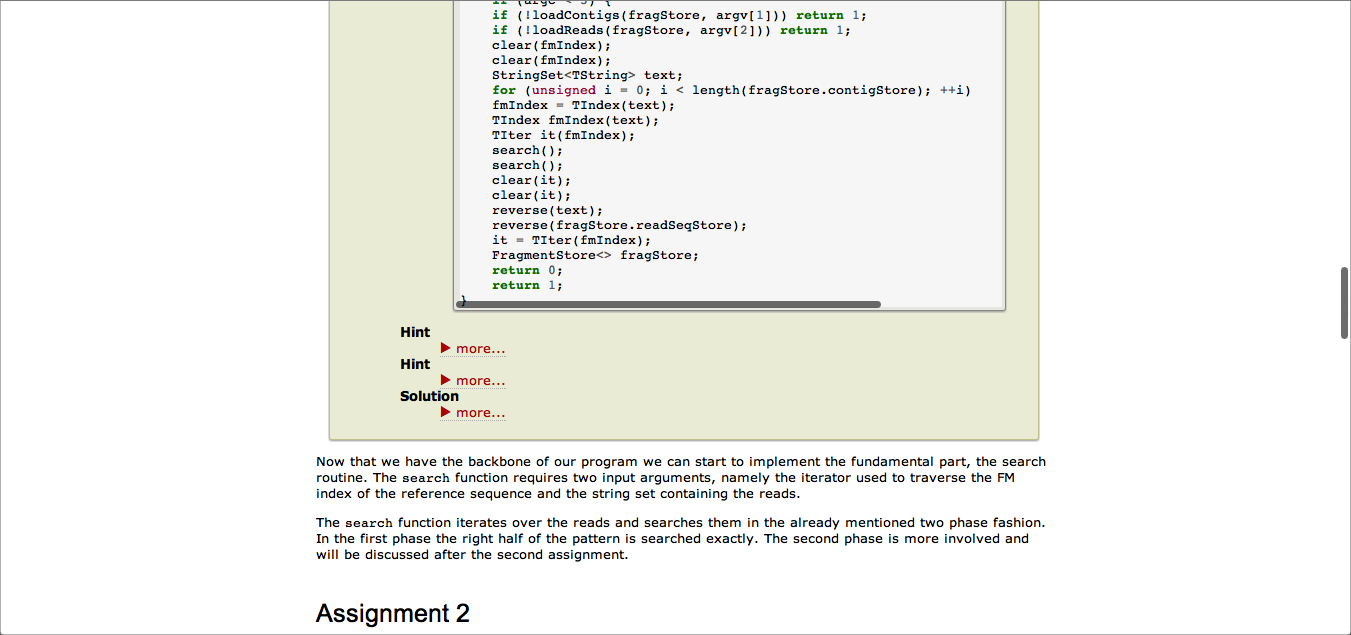 if (argc < 3) {
if (!loadContigs(fragStore, argv[1])) return 1;
if (!loadReads(fragStore, argv[2])) return 1;
clear(fmIndex);
clear(fmIndex);
StringSet<TString> text;
for (unsigned i = 0; i < length(fragStore.contigStore); ++i)
fmIndex = TIndex(text);
TIndex fmIndex(text);
TIter it(fmIndex);
search();
search();
clear(it);
clear(it);
reverse(text);
reverse(fragStore.readSeqStore);
it = TIter(fmIndex);
FragmentStore<> fragStore;
return 0;
return 1;
}
Hint
more...
Hint
more...
Solution
more...
Now that we have the backbone of our program we can start to implement the fundamental part, the search
routine. The search function requires two input arguments, namely the iterator used to traverse the FM
index of the reference sequence and the string set containing the reads.
The search function iterates over the reads and searches them in the already mentioned two phase fashion.
In the first phase the right half of the pattern is searched exactly. The second phase is more involved and
will be discussed after the second assignment.
Assignment 2